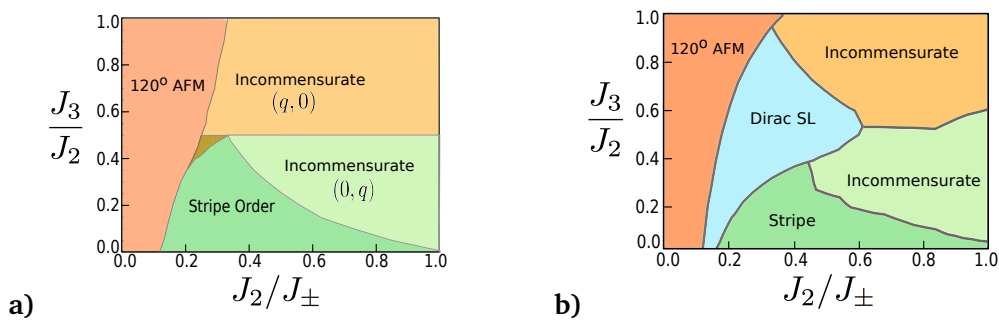 1.0
0.8
0.6
0.4
0.2
0.0
J₃
J₂
120º AFM
Incommensurate
(q, 0)
Incommensurate
(0, q)
Stripe Order
0.0 0.2 0.4 0.6 0.8 1.0
J₂/J±
a)
1.0
0.8
0.6
0.4
0.2
0.0
J₃
J₂
120º AFM
Incommensurate
Dirac SL
Incommensurate
Stripe
0.0 0.2 0.4 0.6 0.8 1.0
J₂/J±
b)